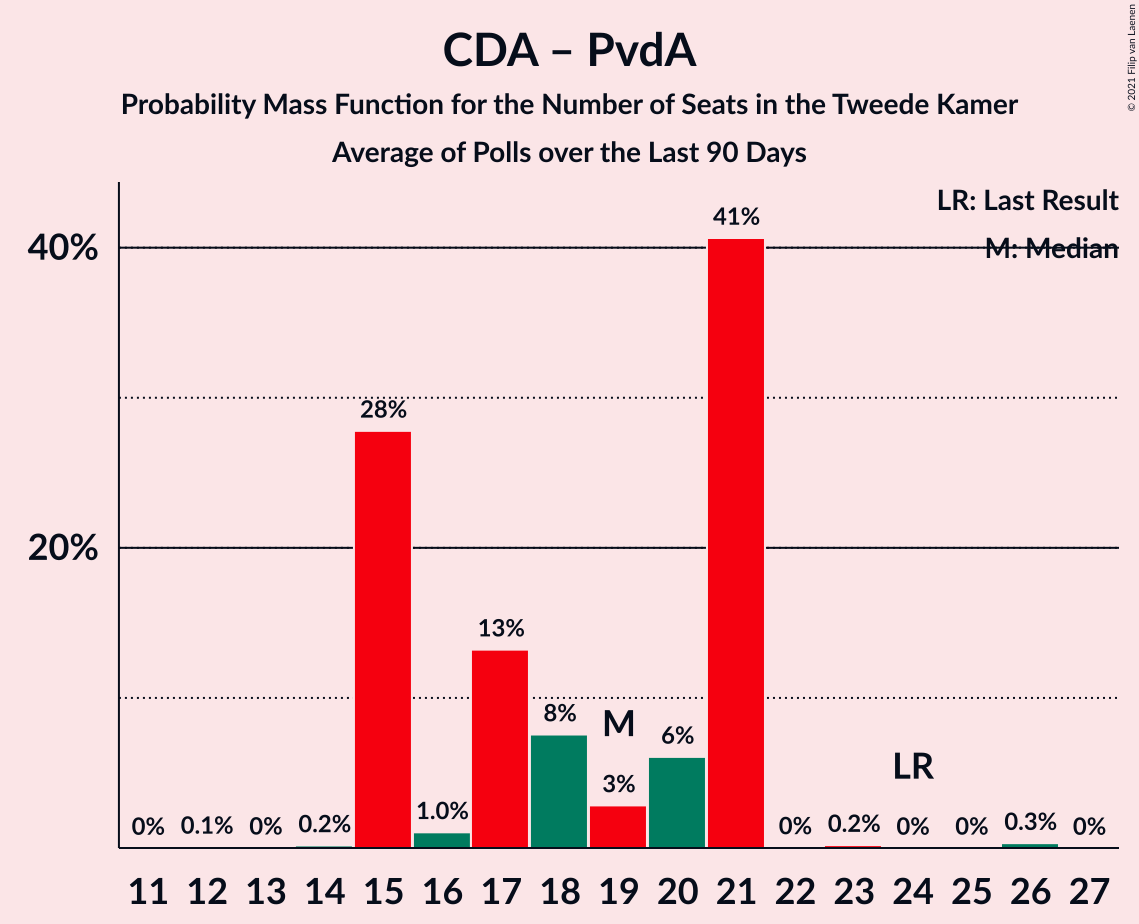 CDA – PvdA
Probability Mass Function for the Number of Seats in the Tweede Kamer
Average of Polls over the Last 90 Days
© 2021 Filip van Laenen
LR: Last Result
M: Median
40%
20%
0% 0.1% 0% 0.2% 28% 1.0% 13% 8% 3% 6% 41% 0% 0.2% 0% 0% 0.3% 0%
M
LR
11 12 13 14 15 16 17 18 19 20 21 22 23 24 25 26 27